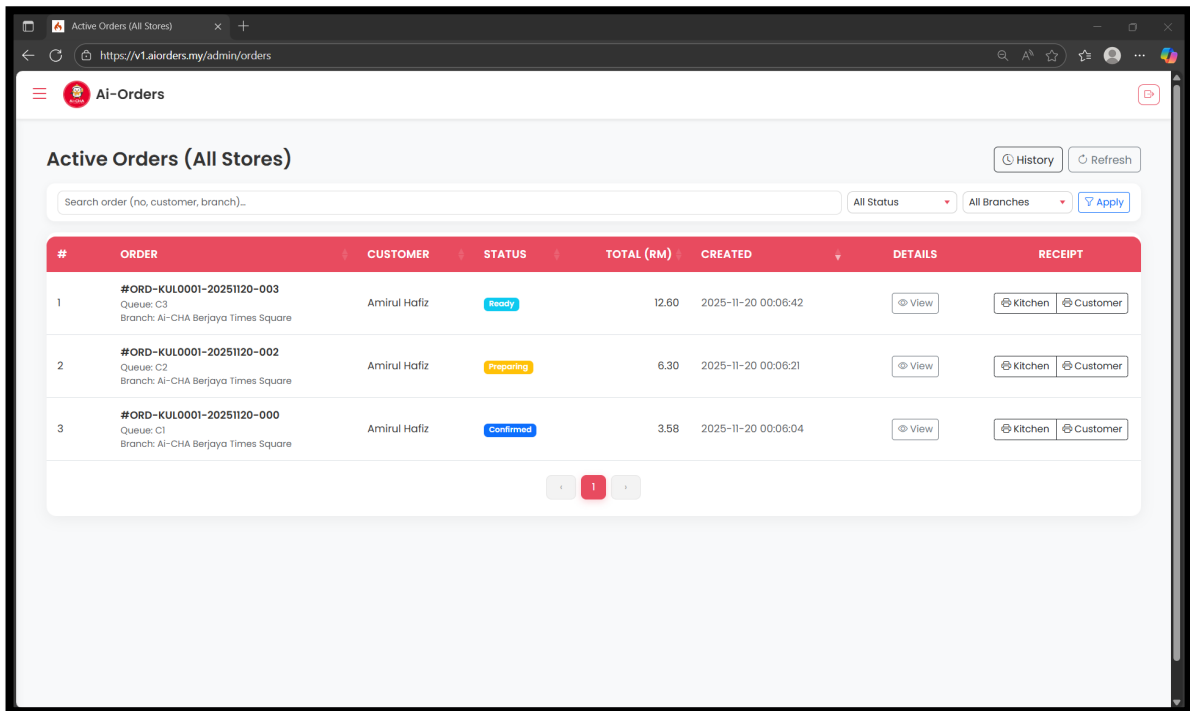 Active Orders (All Stores)
https://v1.aiorders.my/admin/orders
Ai-CHA
Ai-Orders
Active Orders (All Stores)
History
Refresh
Search order (no, customer, branch)...
All Status
All Branches
Apply
# ORDER CUSTOMER STATUS TOTAL (RM) CREATED DETAILS RECEIPT
#ORD-KUL0001-20251120-003
1 Queue: C3 Amirul Hafiz Ready 12.60 2025-11-20 00:06:42 View Kitchen Customer
Branch: Ai-CHA Berjaya Times Square
#ORD-KUL0001-20251120-002
2 Queue: C2 Amirul Hafiz Preparing 6.30 2025-11-20 00:06:21 View Kitchen Customer
Branch: Ai-CHA Berjaya Times Square
#ORD-KUL0001-20251120-000
3 Queue: C1 Amirul Hafiz Confirmed 3.58 2025-11-20 00:06:04 View Kitchen Customer
Branch: Ai-CHA Berjaya Times Square
‹ 1 ›